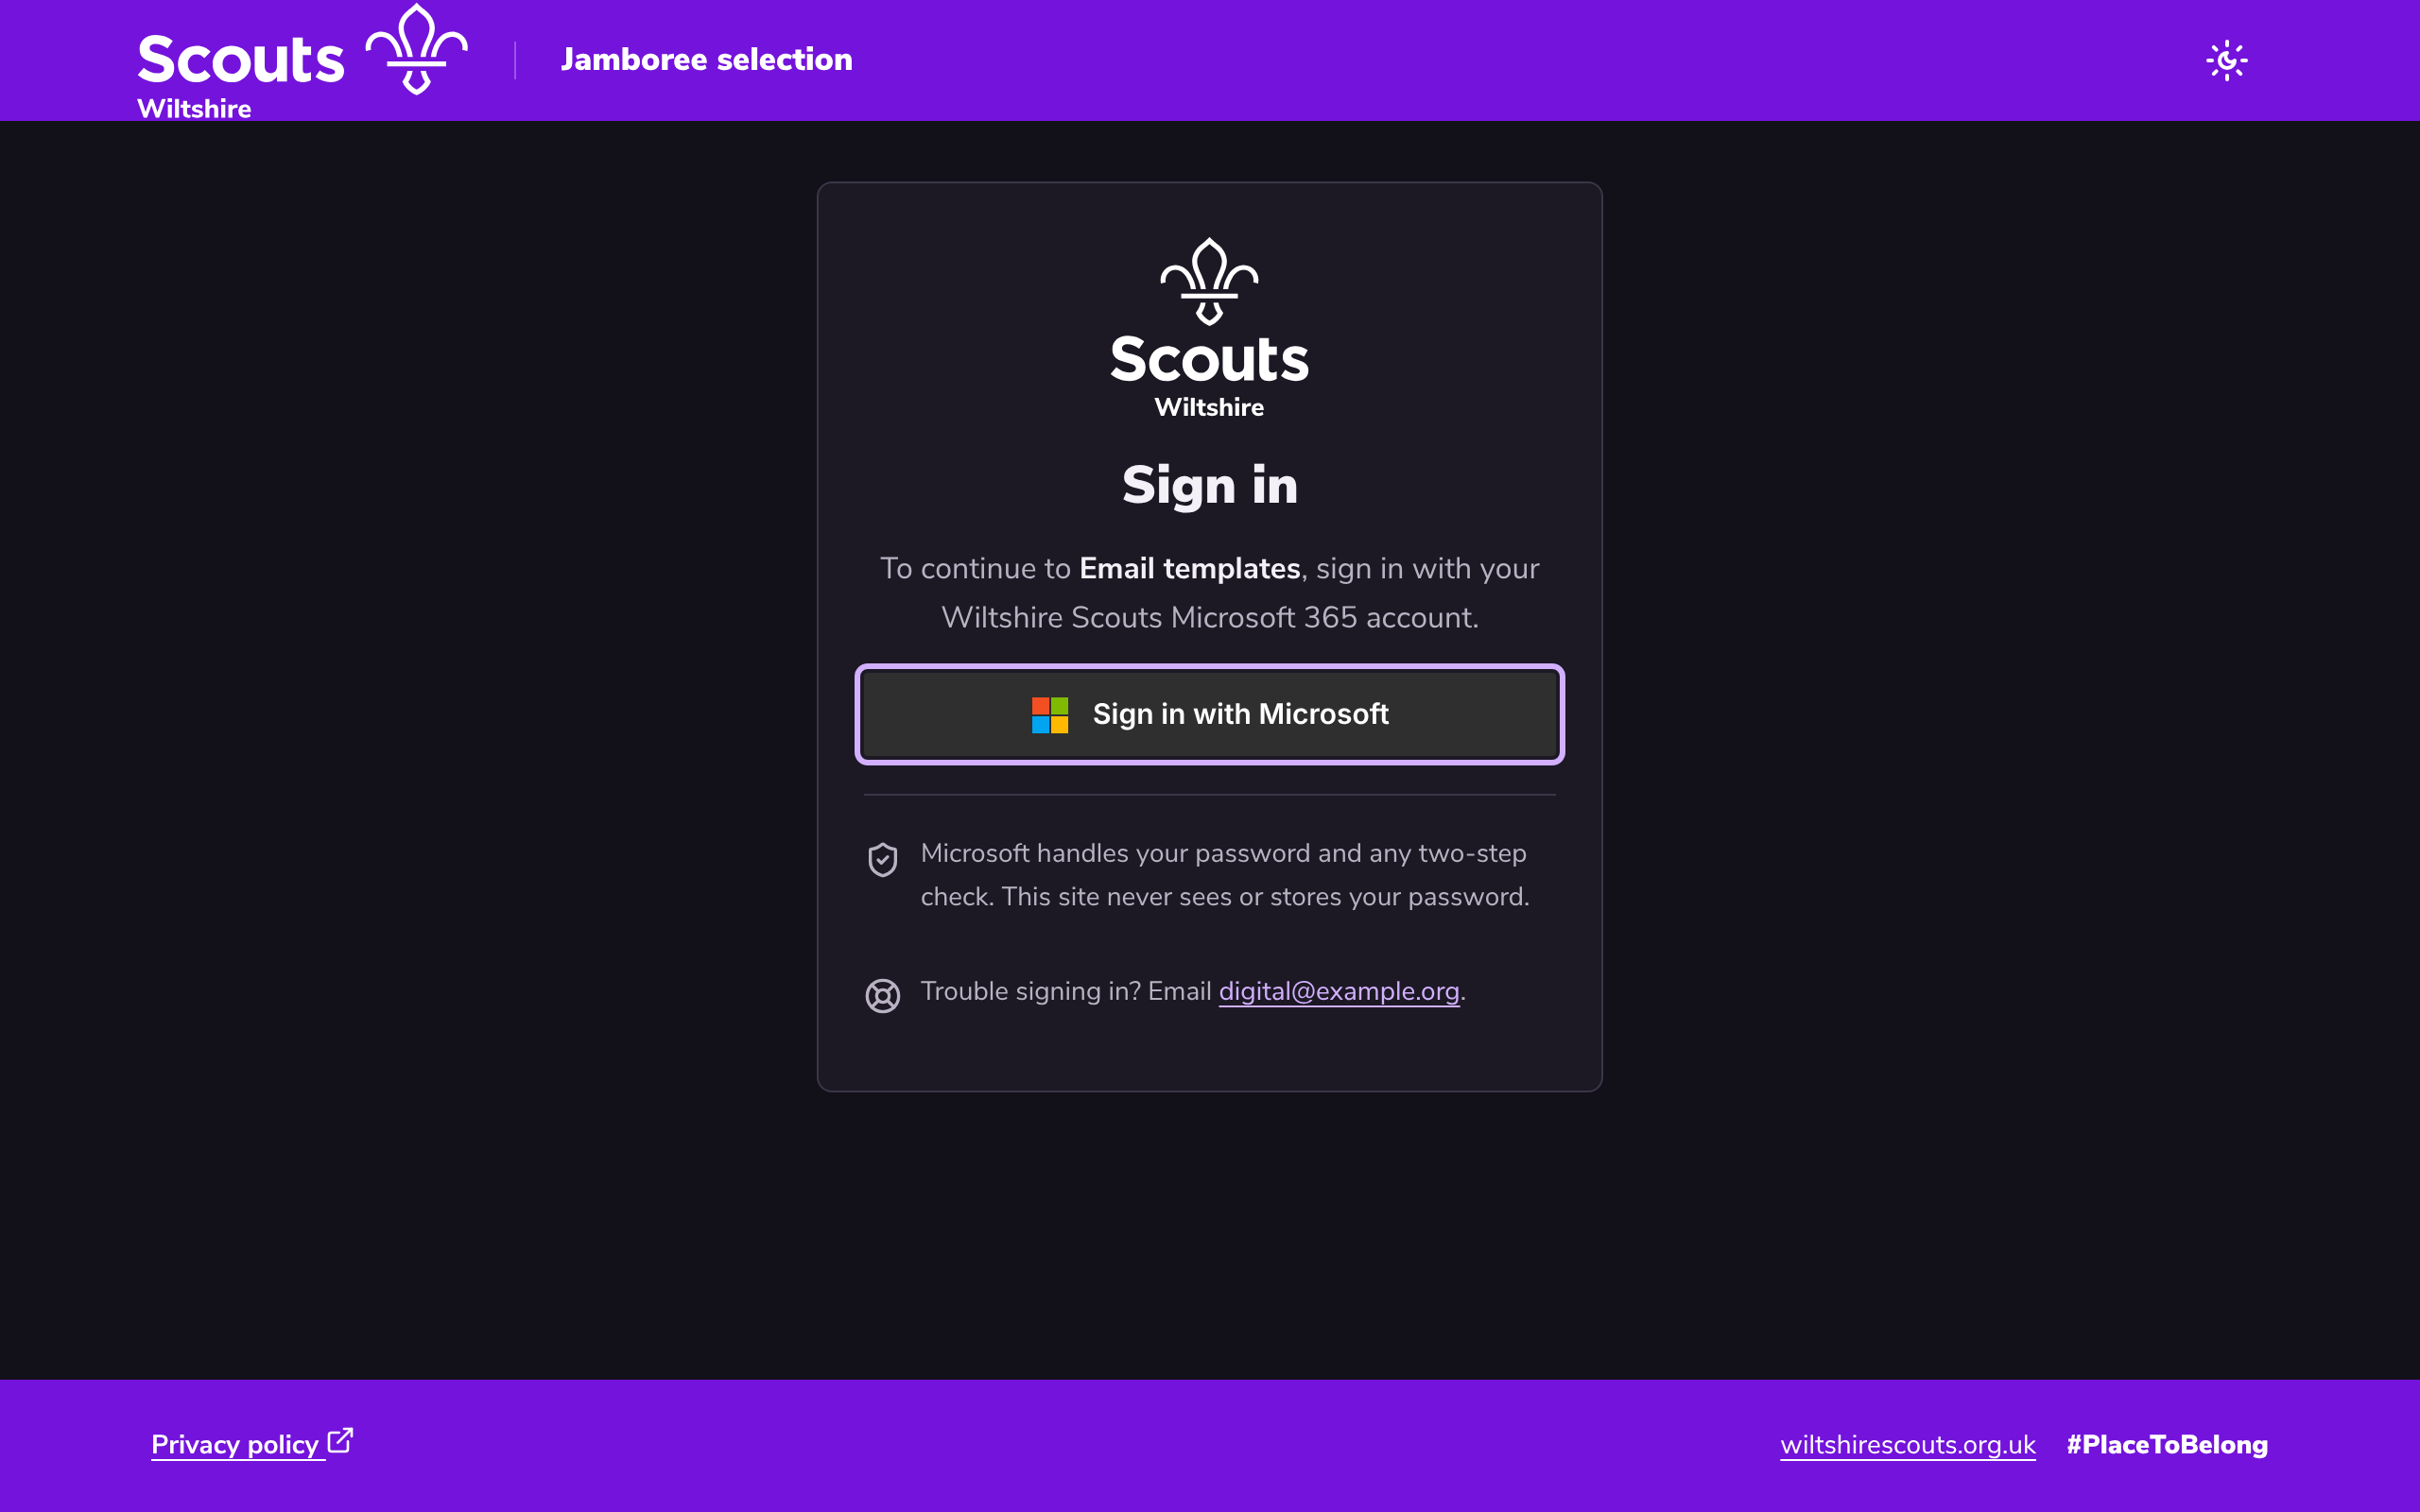 Scouts
Wiltshire
Jamboree selection
Scouts
Wiltshire
Sign in
To continue to Email templates, sign in with your
Wiltshire Scouts Microsoft 365 account.
Sign in with Microsoft
Microsoft handles your password and any two-step
check. This site never sees or stores your password.
Trouble signing in? Email digital@example.org.
Privacy policy
wiltshirescouts.org.uk
#PlaceToBelong